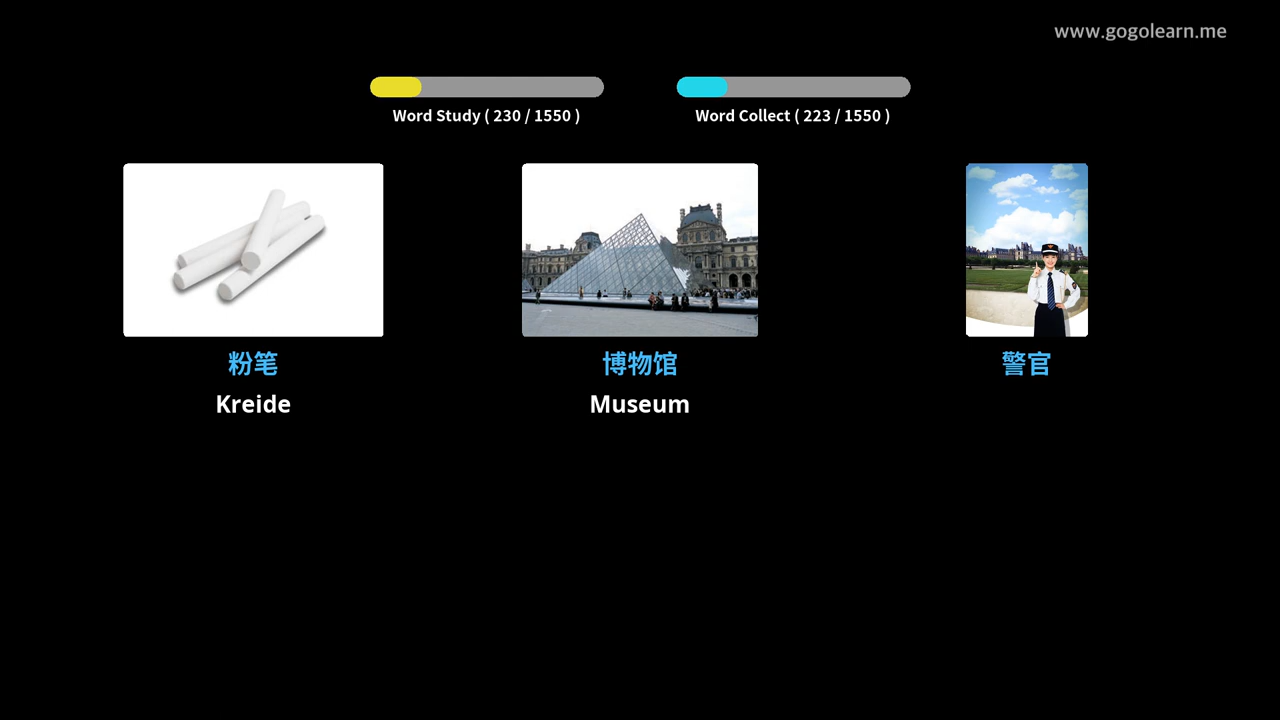 www.gogolearn.me
Word Study ( 230 / 1550 )
Word Collect ( 223 / 1550 )
粉笔
博物馆
警官
Kreide
Museum